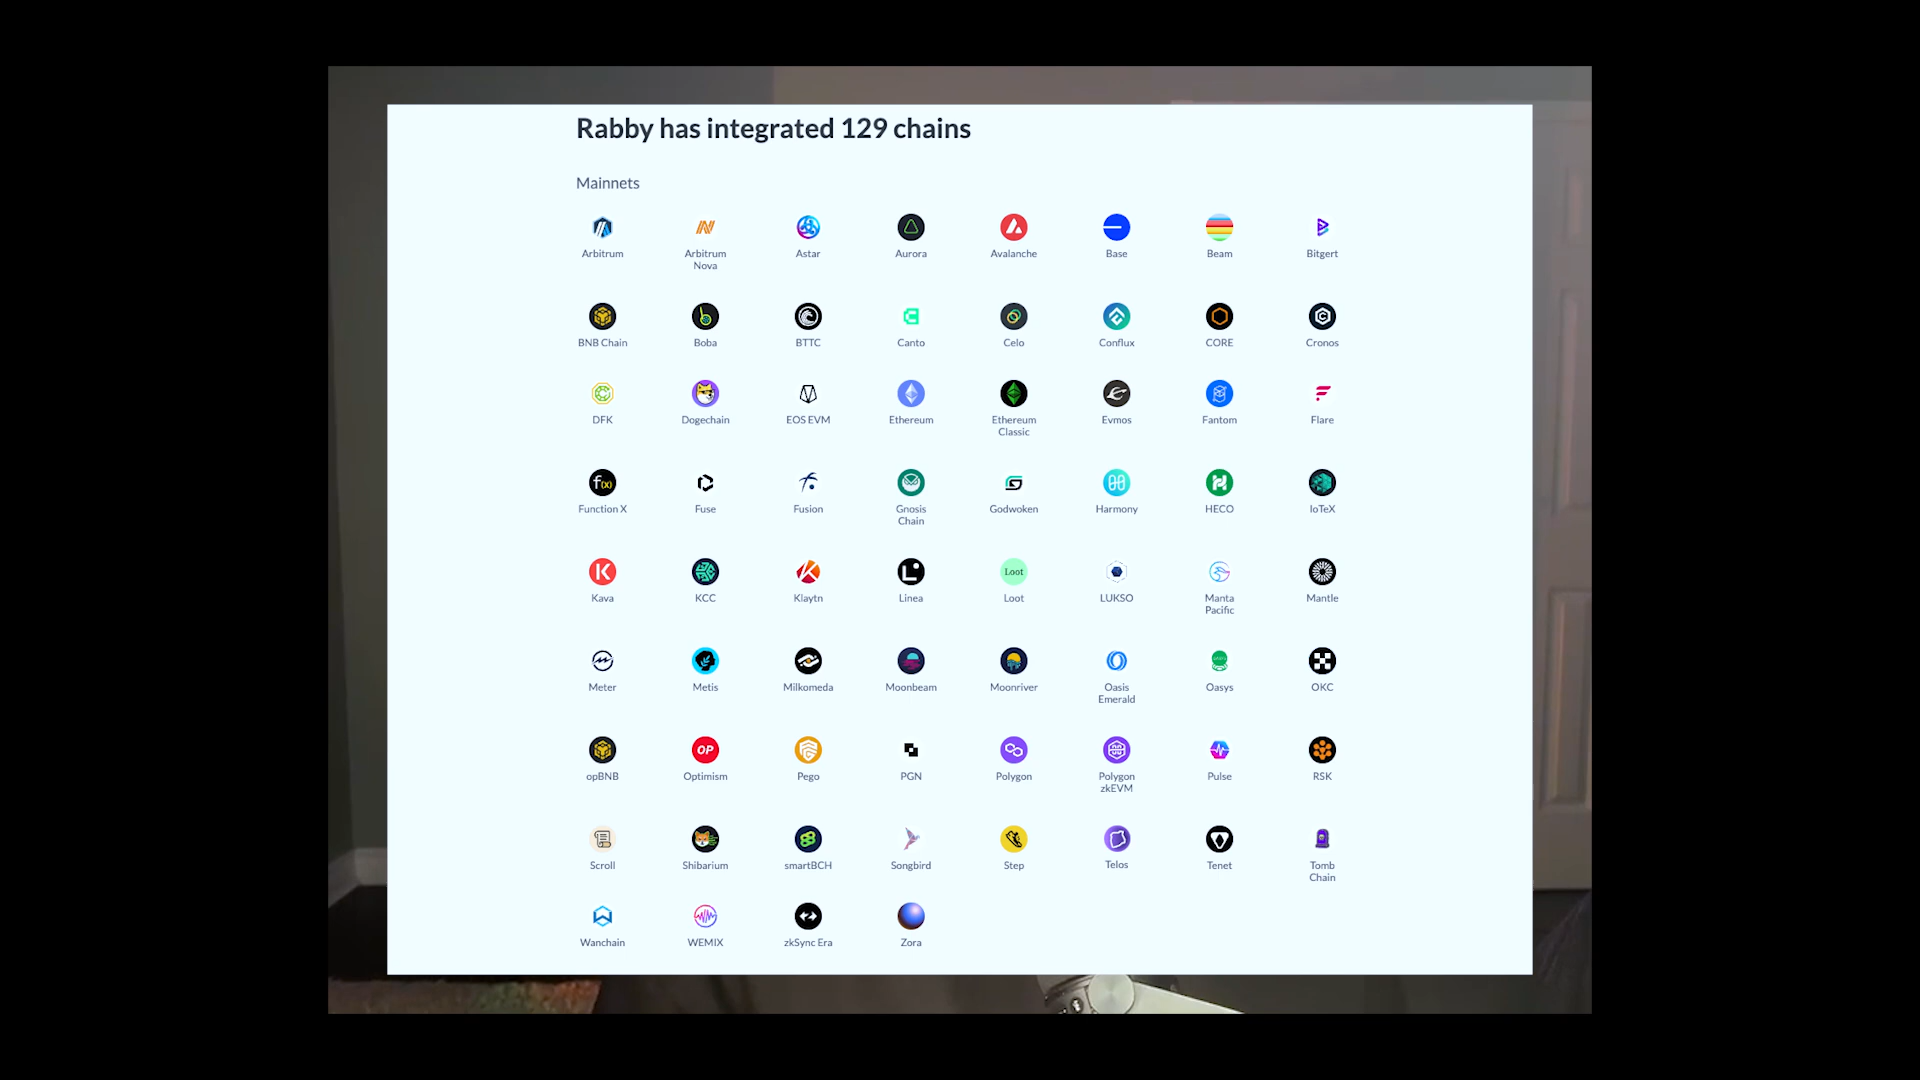 Rabby has integrated 129 chains
Mainnets
Arbitrum
Arbitrum
Nova
Astar
Aurora
Avalanche
Base
Beam
Bitgert
BNB Chain
Boba
BTTC
Canto
Celo
Conflux
CORE
Cronos
DFK
Dogechain
EOS EVM
Ethereum
Ethereum
Classic
Evmos
Fantom
Flare
f(x)
Function X
Fuse
Fusion
Gnosis
Chain
Godwoken
Harmony
HECO
IoTeX
Kava
KCC
Klaytn
Linea
Loot
Loot
LUKSO
Manta
Pacific
Mantle
Meter
Metis
Milkomeda
Moonbeam
Moonriver
Oasis
Emerald
Oasys
OKC
opBNB
OP
Optimism
Pego
PGN
Polygon
Polygon
zkEVM
Pulse
RSK
Scroll
Shibarium
smartBCH
Songbird
Step
Telos
Tenet
Tomb
Chain
Wanchain
WEMIX
zkSync Era
Zora